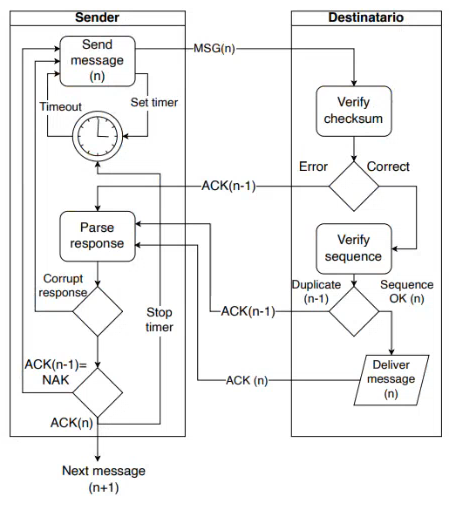 Sender
Destinatario
Send
message
(n)
MSG(n)
Timeout
Set timer
Verify
checksum
Error
Correct
ACK(n-1)
Parse
response
Verify
sequence
Corrupt
response
Stop
timer
Duplicate
(n-1)
Sequence
OK (n)
ACK(n-1)
ACK(n-1)=
NAK
ACK (n)
Deliver
message
(n)
ACK(n)
Next message
(n+1)